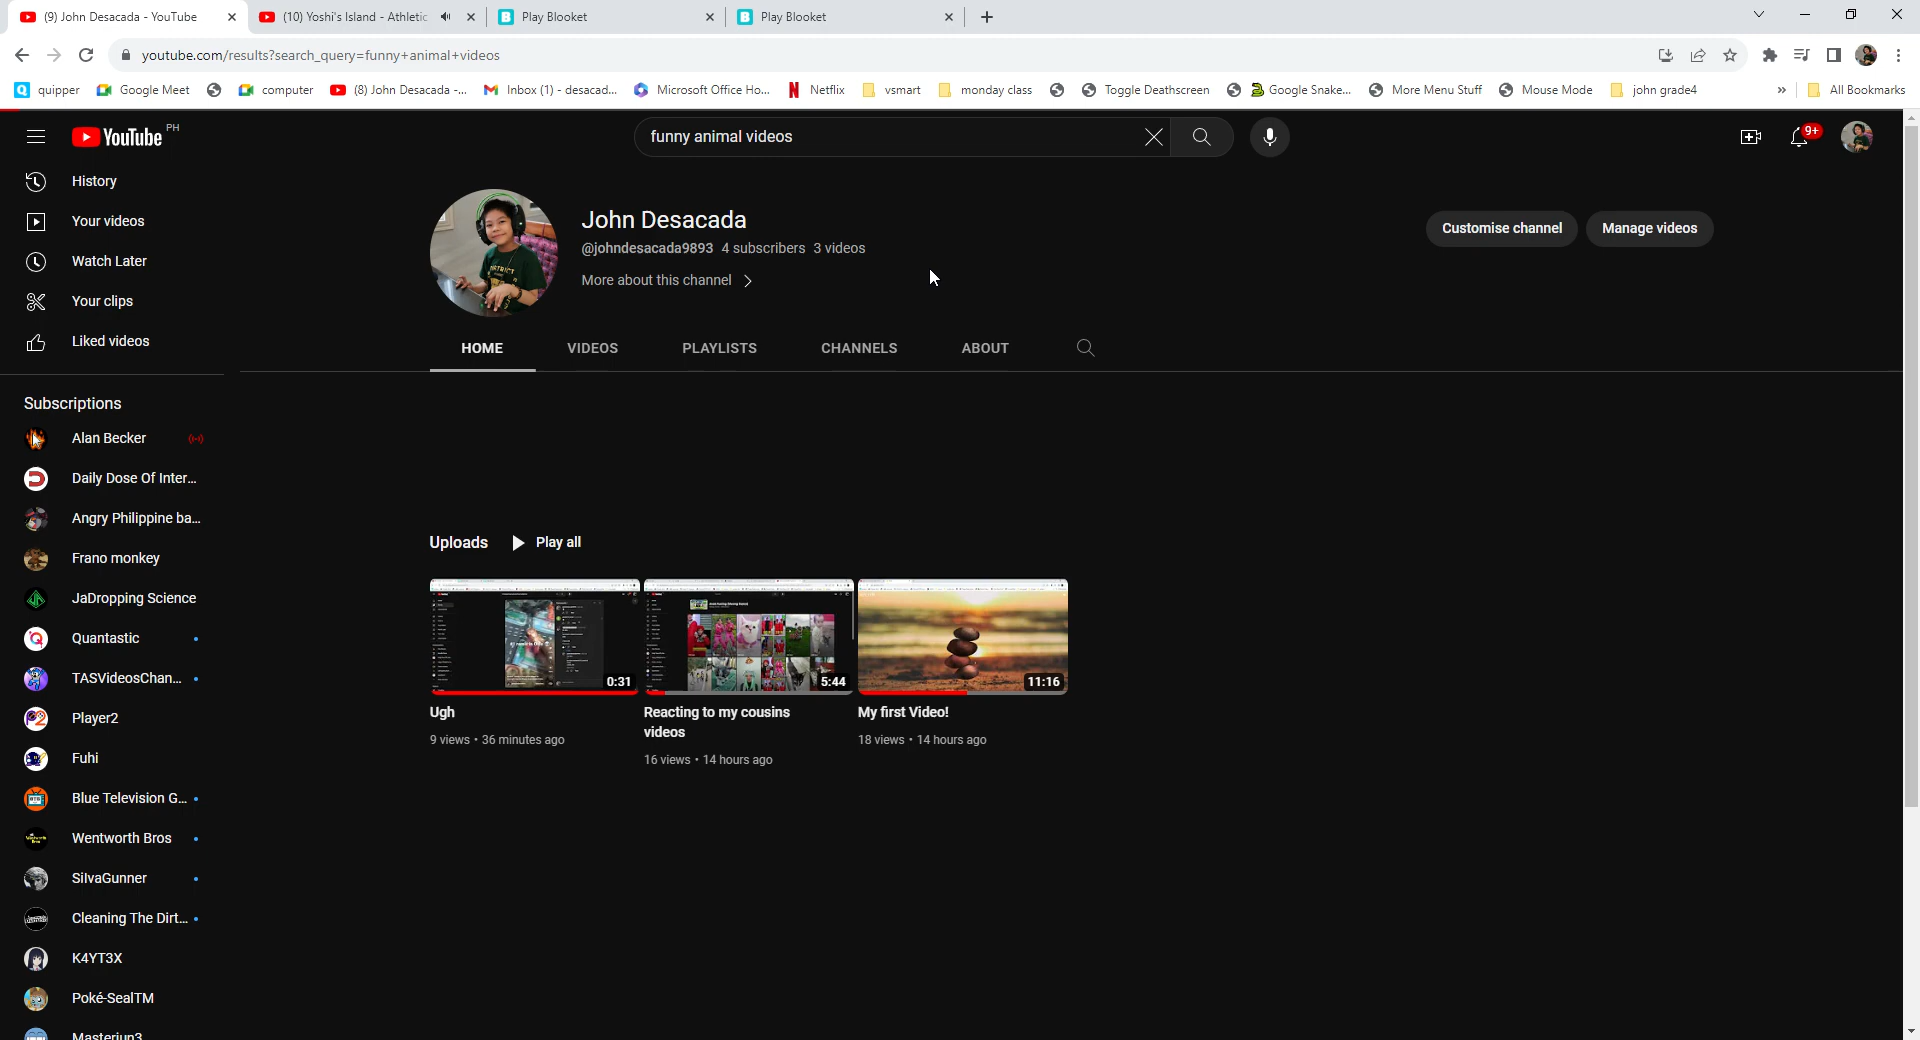 (9) John Desacada - YouTube
(10) Yoshi's Island - Athletic
Play Blooket
Play Blooket
youtube.com/results?search_query=funny+animal+videos
quipper
Google Meet
computer
(8) John Desacada -...
Inbox (1) - desacad...
Microsoft Office Ho...
Netflix
vsmart
monday class
Toggle Deathscreen
Google Snake...
More Menu Stuff
Mouse Mode
john grade4
»
All Bookmarks
YouTube PH
funny animal videos
9+
History
Your videos
Watch Later
Your clips
Liked videos
Subscriptions
Alan Becker
Daily Dose Of Inter...
Angry Philippine ba...
Frano monkey
JaDropping Science
Quantastic
TASVideosChan...
Player2
Fuhi
Blue Television G...
Wentworth Bros
SilvaGunner
Cleaning The Dirt...
K4YT3X
Poké-SealTM
John Desacada
@johndesacada9893 4 subscribers 3 videos
More about this channel
Customise channel
Manage videos
HOME
VIDEOS
PLAYLISTS
CHANNELS
ABOUT
Uploads
Play all
0:31
5:44
11:16
Ugh
9 views • 36 minutes ago
Reacting to my cousins
videos
16 views • 14 hours ago
My first Video!
18 views • 14 hours ago